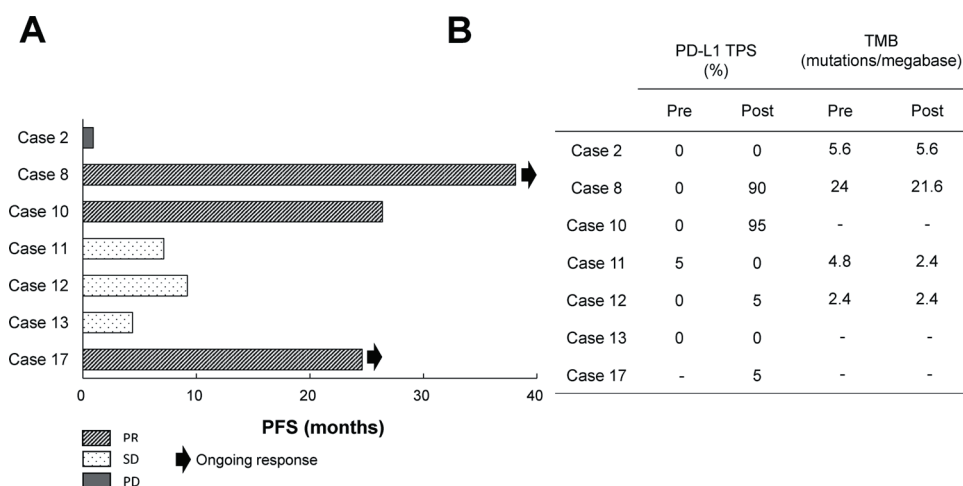 A
Case 2
Case 8
Case 10
Case 11
Case 12
Case 13
Case 17
0 10 20 30 40
PFS (months)
PR
SD
PD
Ongoing response
B
PD-L1 TPS
(%)
TMB
(mutations/megabase)
Pre Post Pre Post
Case 2 0 0 5.6 5.6
Case 8 0 90 24 21.6
Case 10 0 95 - -
Case 11 5 0 4.8 2.4
Case 12 0 5 2.4 2.4
Case 13 0 0 - -
Case 17 - 5 - -